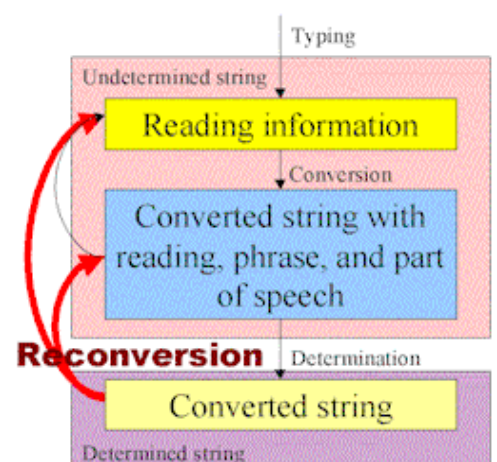 Typing
Undetermined string
Reading information
Conversion
Converted string with
reading, phrase, and part
of speech
Reconversion
Determination
Converted string
Determined string